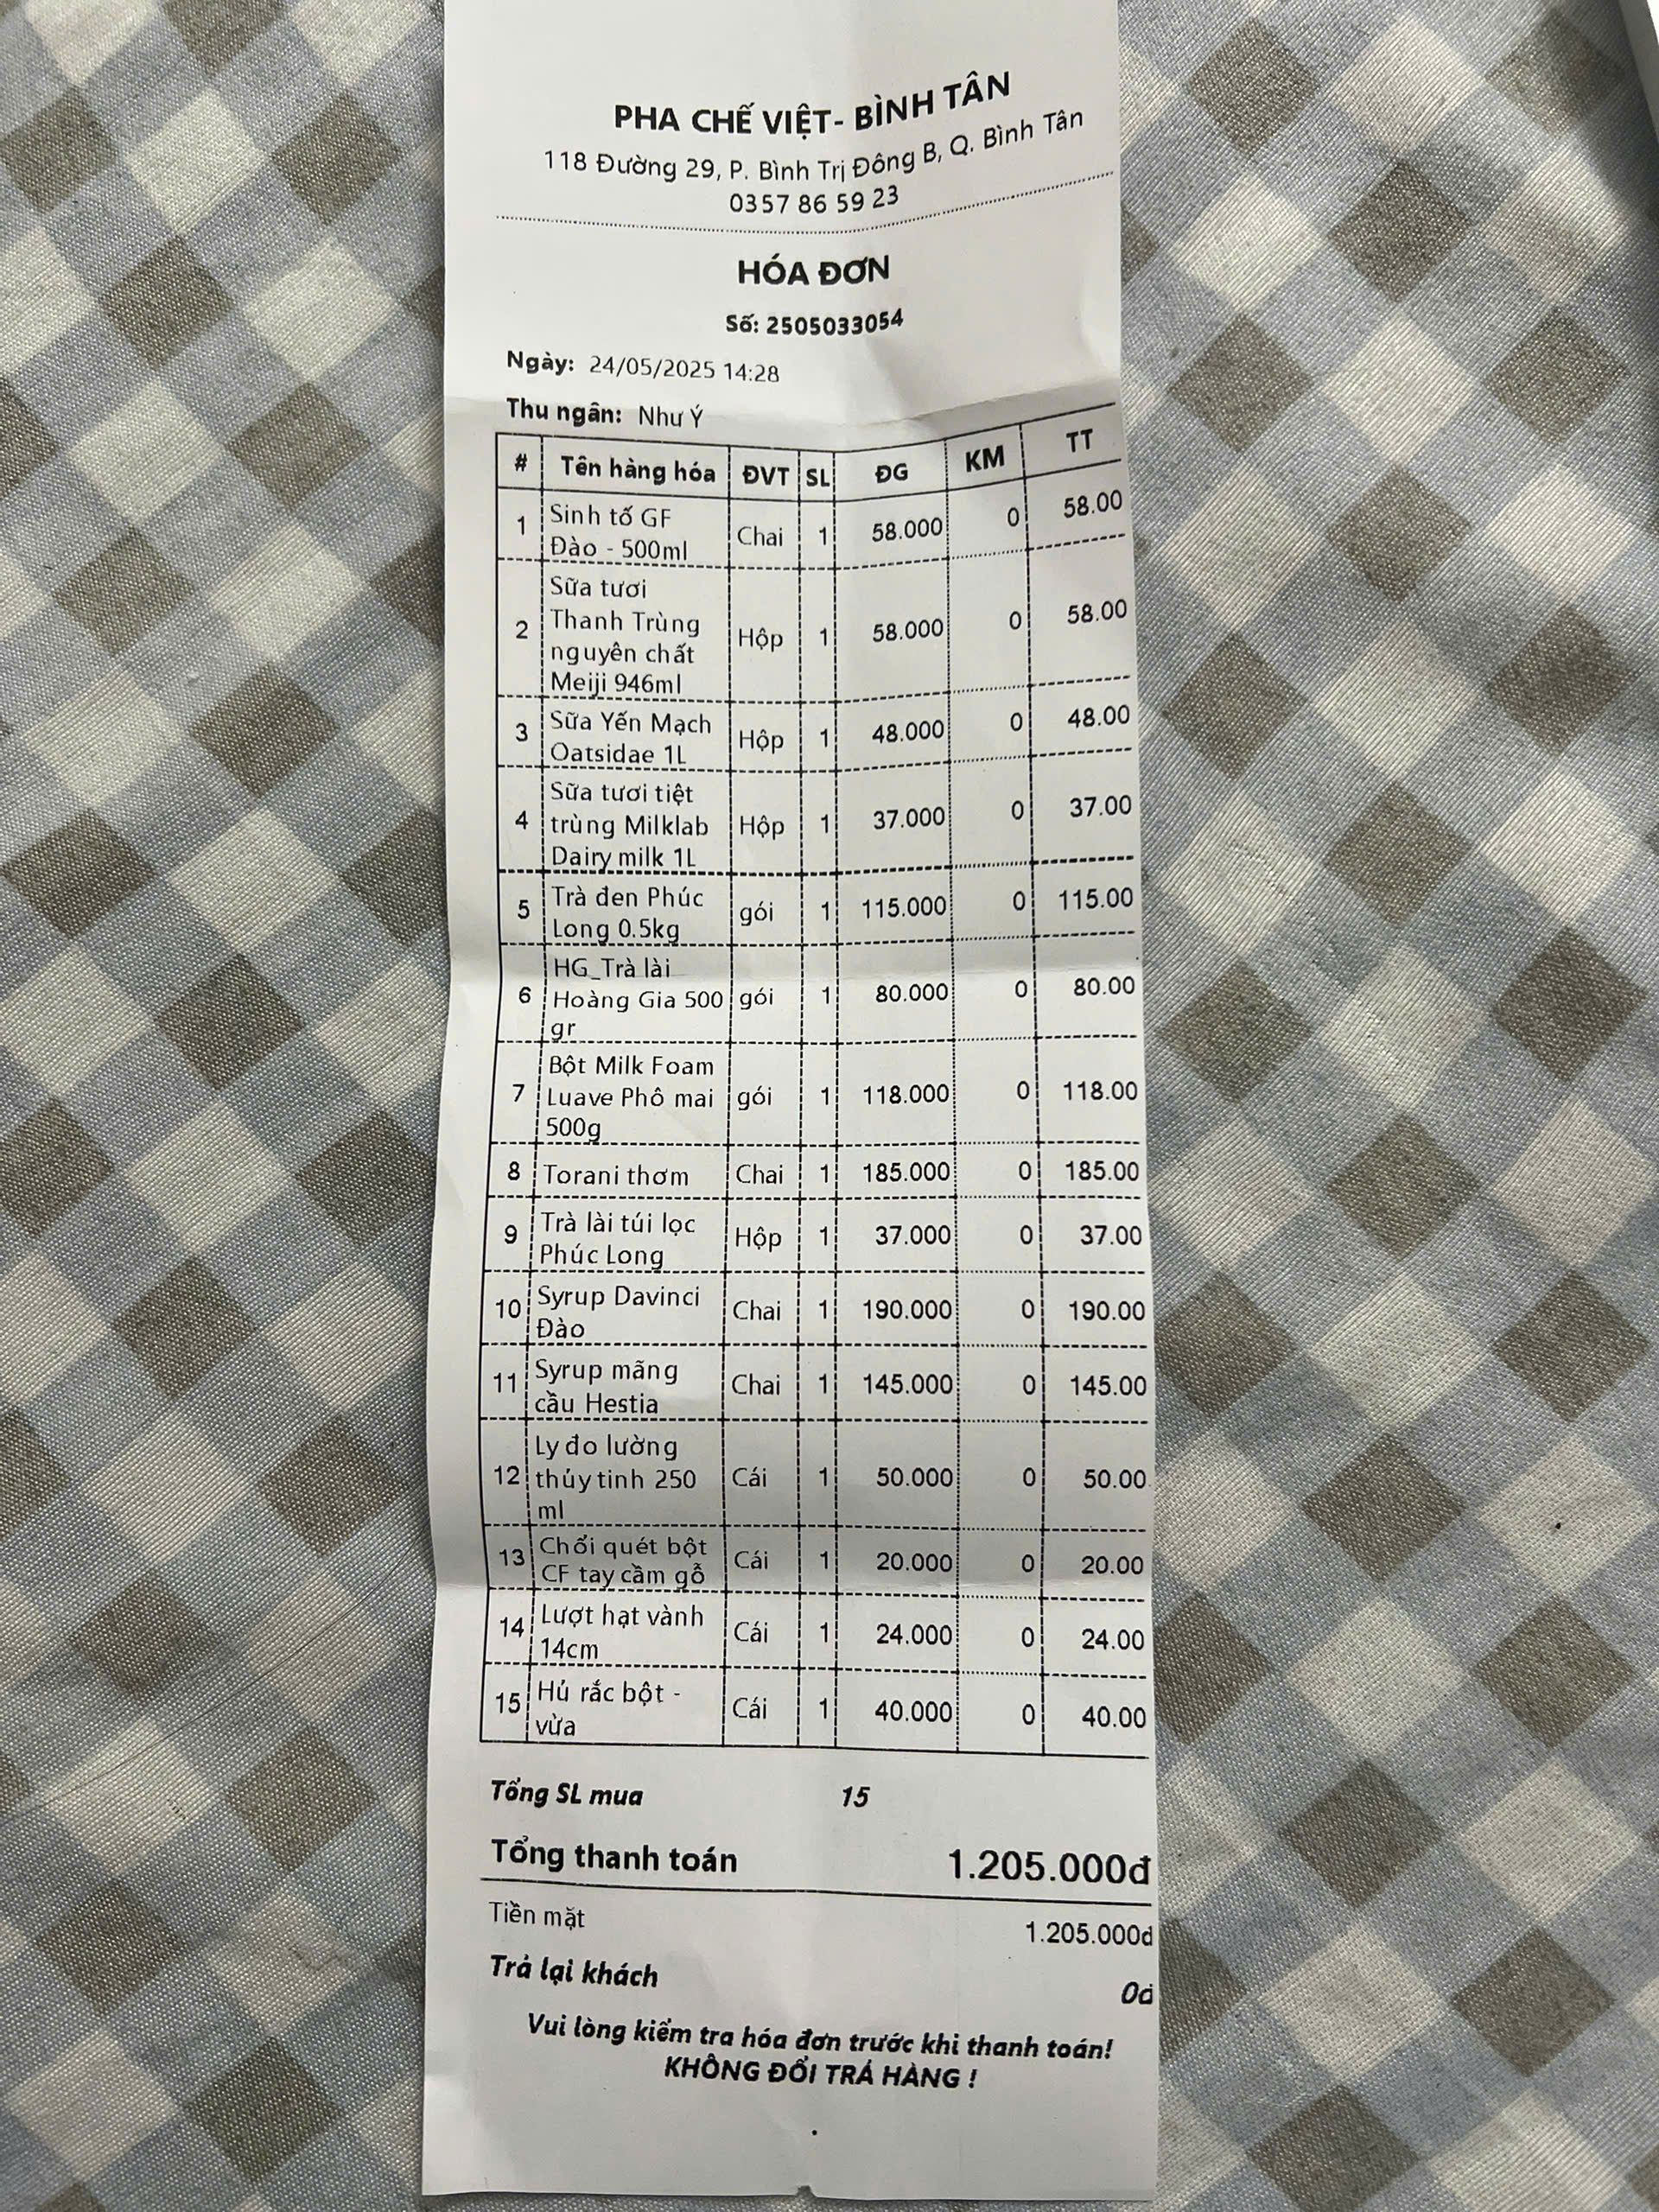 PHA CHẾ VIỆT- BÌNH TÂN
118 Đường 29, P. Bình Trị Đông B, Q. Bình Tân
0357 86 59 23
HÓA ĐƠN
Số: 2505033054
Ngày: 24/05/2025 14:28
Thu ngân: Như Ý
# Tên hàng hóa ĐVT SL ĐG KM TT
1 Sinh tố GF Chai 1 58.000 0 58.00
Đào - 500ml
2 Sữa tươi Hộp 1 58.000 0 58.00
Thanh Trùng
nguyên chất
Meiji 946ml
3 Sữa Yến Mạch Hộp 1 48.000 0 48.00
Oatsidae 1L
4 Sữa tươi tiệt Hộp 1 37.000 0 37.00
trùng Milklab
Dairy milk 1L
5 Trà đen Phúc gói 1 115.000 0 115.00
Long 0.5kg
6 HG_Trà lài gói 1 80.000 0 80.00
Hoàng Gia 500
gr
7 Bột Milk Foam gói 1 118.000 0 118.00
Luave Phô mai
500g
8 Torani thơm Chai 1 185.000 0 185.00
9 Trà lài túi lọc Hộp 1 37.000 0 37.00
Phúc Long
10 Syrup Davinci Chai 1 190.000 0 190.00
Đào
11 Syrup mãng Chai 1 145.000 0 145.00
cầu Hestia
12 Ly đo lường Cái 1 50.000 0 50.00
thủy tinh 250
ml
13 Chổi quét bột Cái 1 20.000 0 20.00
CF tay cầm gỗ
14 Lượt hạt vành Cái 1 24.000 0 24.00
14cm
15 Hủ rắc bột - Cái 1 40.000 0 40.00
vừa
Tổng SL mua 15
Tổng thanh toán 1.205.000đ
Tiền mặt 1.205.000đ
Trả lại khách 0đ
Vui lòng kiểm tra hóa đơn trước khi thanh toán!
KHÔNG ĐỔI TRẢ HÀNG !